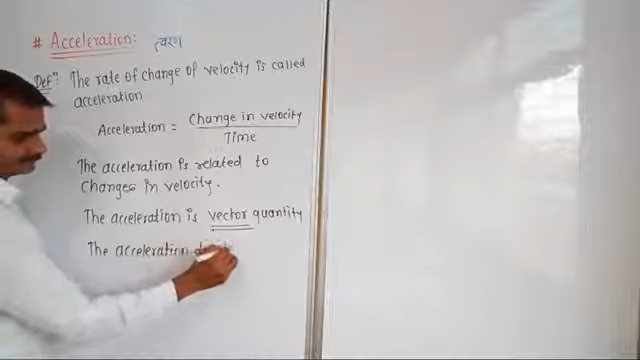 # Acceleration: त्वरण
Defⁿ: The rate of change of velocity is called
acceleration
Acceleration = Change in velocity
Time
The acceleration is related to
Changes in velocity.
The acceleration is vector quantity
The acceleration